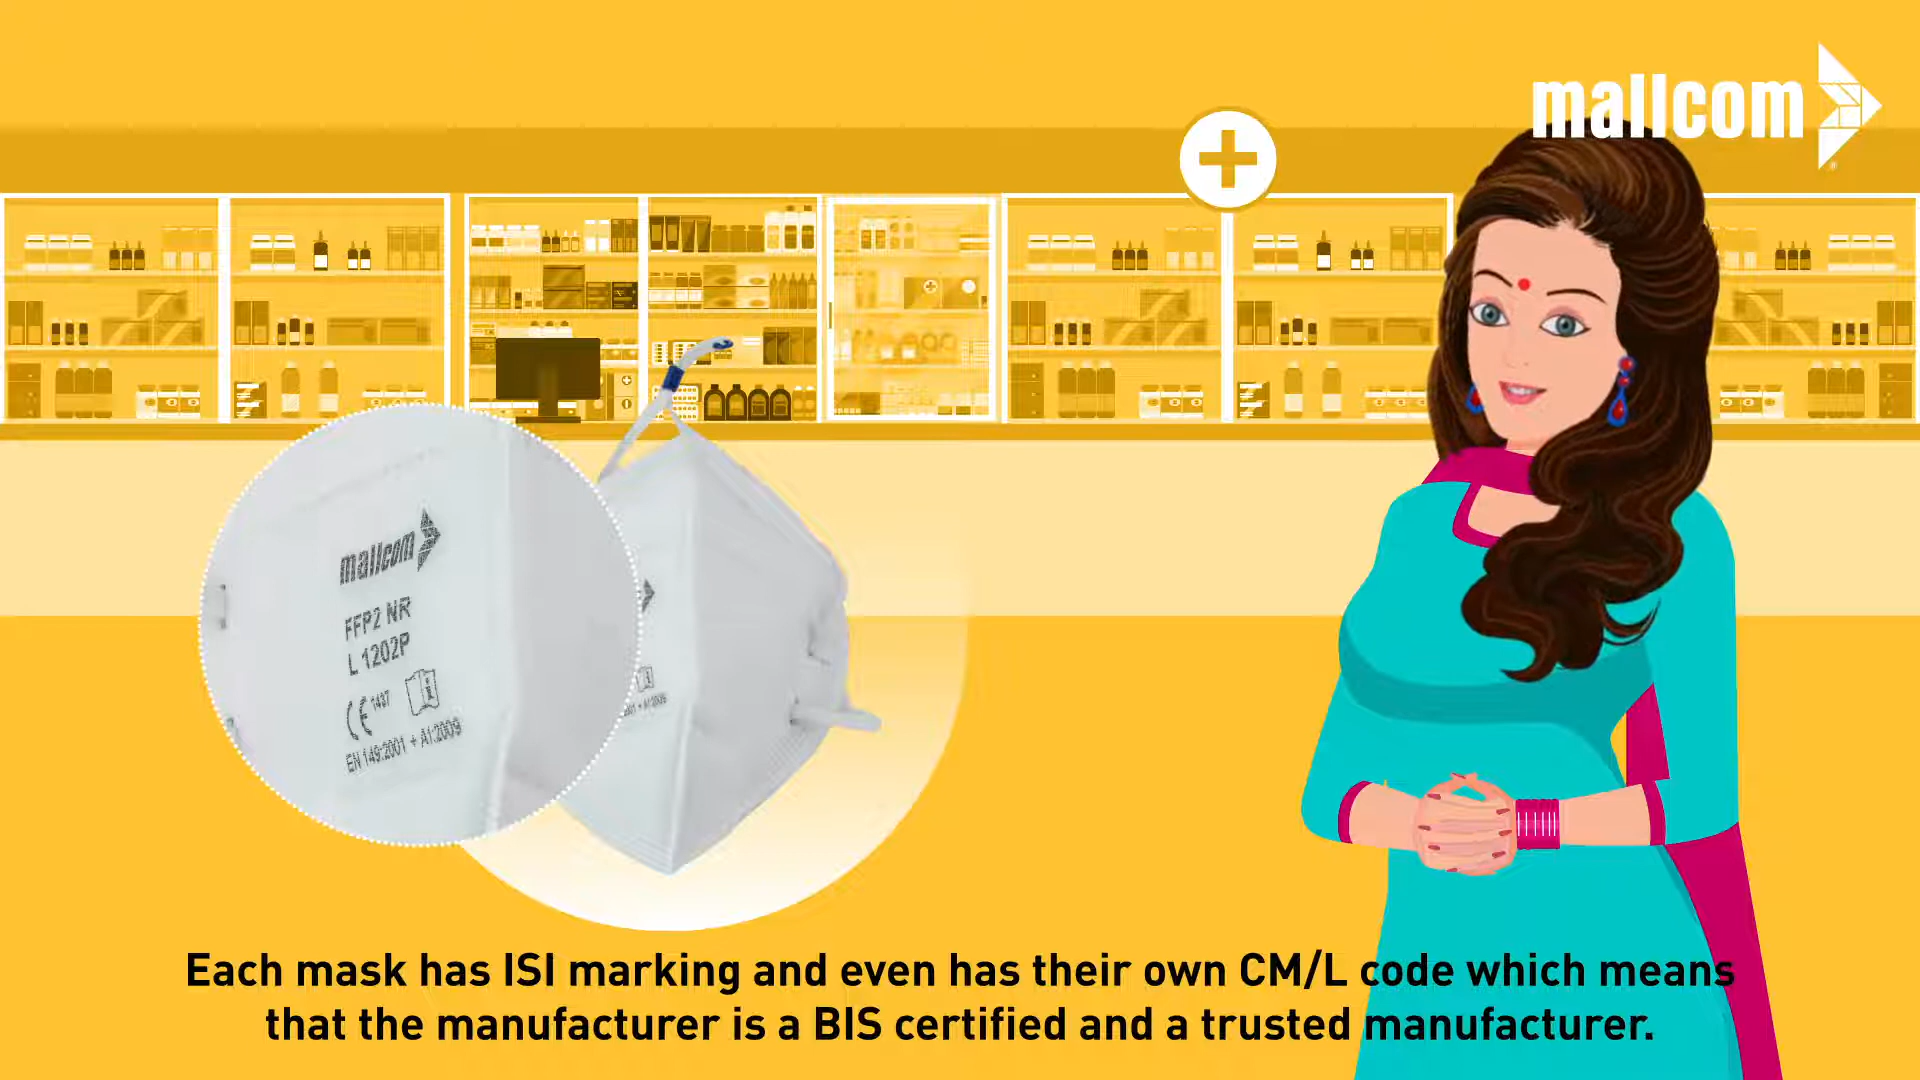 mallcom
mallcom
FFP2 NR
L 1202P
CE 1437
EN 149:2001 + A1:2009
Each mask has ISI marking and even has their own CM/L code which means
that the manufacturer is a BIS certified and a trusted manufacturer.